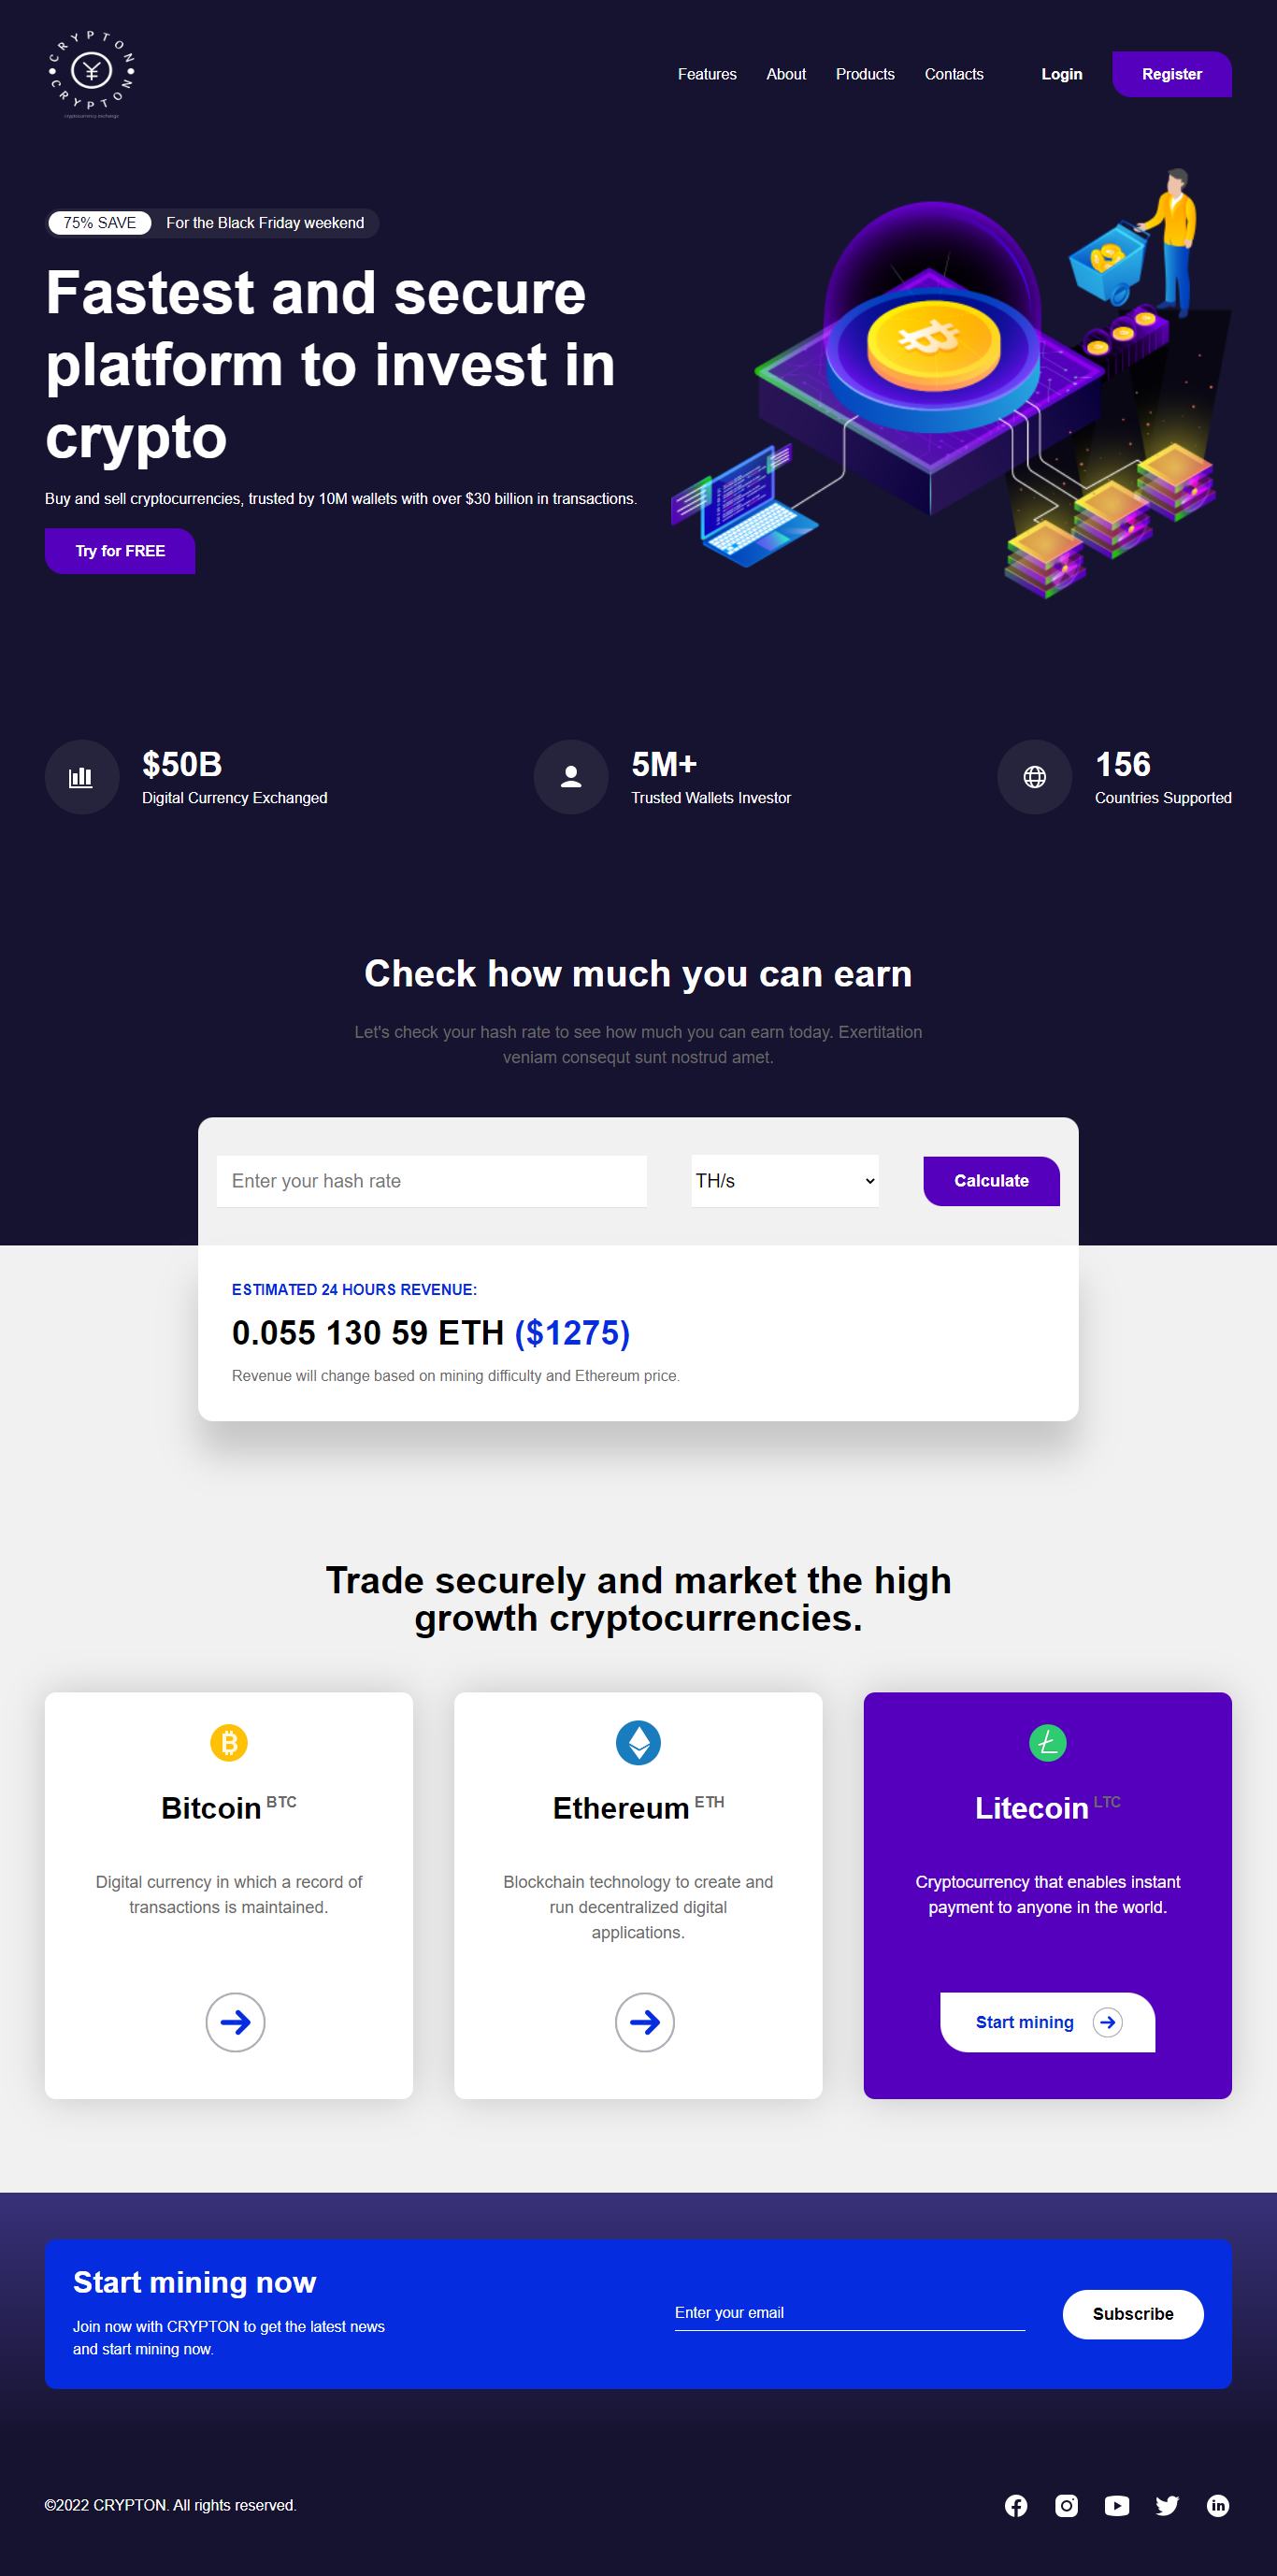 CRYPTON
CRYPTON
cryptocurrency exchange
Features About Products Contacts Login Register
75% SAVE For the Black Friday weekend
Fastest and secure
platform to invest in
crypto
Buy and sell cryptocurrencies, trusted by 10M wallets with over $30 billion in transactions.
Try for FREE
$50B
Digital Currency Exchanged
5M+
Trusted Wallets Investor
156
Countries Supported
Check how much you can earn
Let's check your hash rate to see how much you can earn today. Exertitation
veniam consequt sunt nostrud amet.
Enter your hash rate TH/s Calculate
ESTIMATED 24 HOURS REVENUE:
0.055 130 59 ETH ($1275)
Revenue will change based on mining difficulty and Ethereum price.
Trade securely and market the high
growth cryptocurrencies.
Bitcoin BTC
Digital currency in which a record of
transactions is maintained.
Ethereum ETH
Blockchain technology to create and
run decentralized digital
applications.
Litecoin LTC
Cryptocurrency that enables instant
payment to anyone in the world.
Start mining
Start mining now
Join now with CRYPTON to get the latest news
and start mining now.
Enter your email
Subscribe
©2022 CRYPTON. All rights reserved.